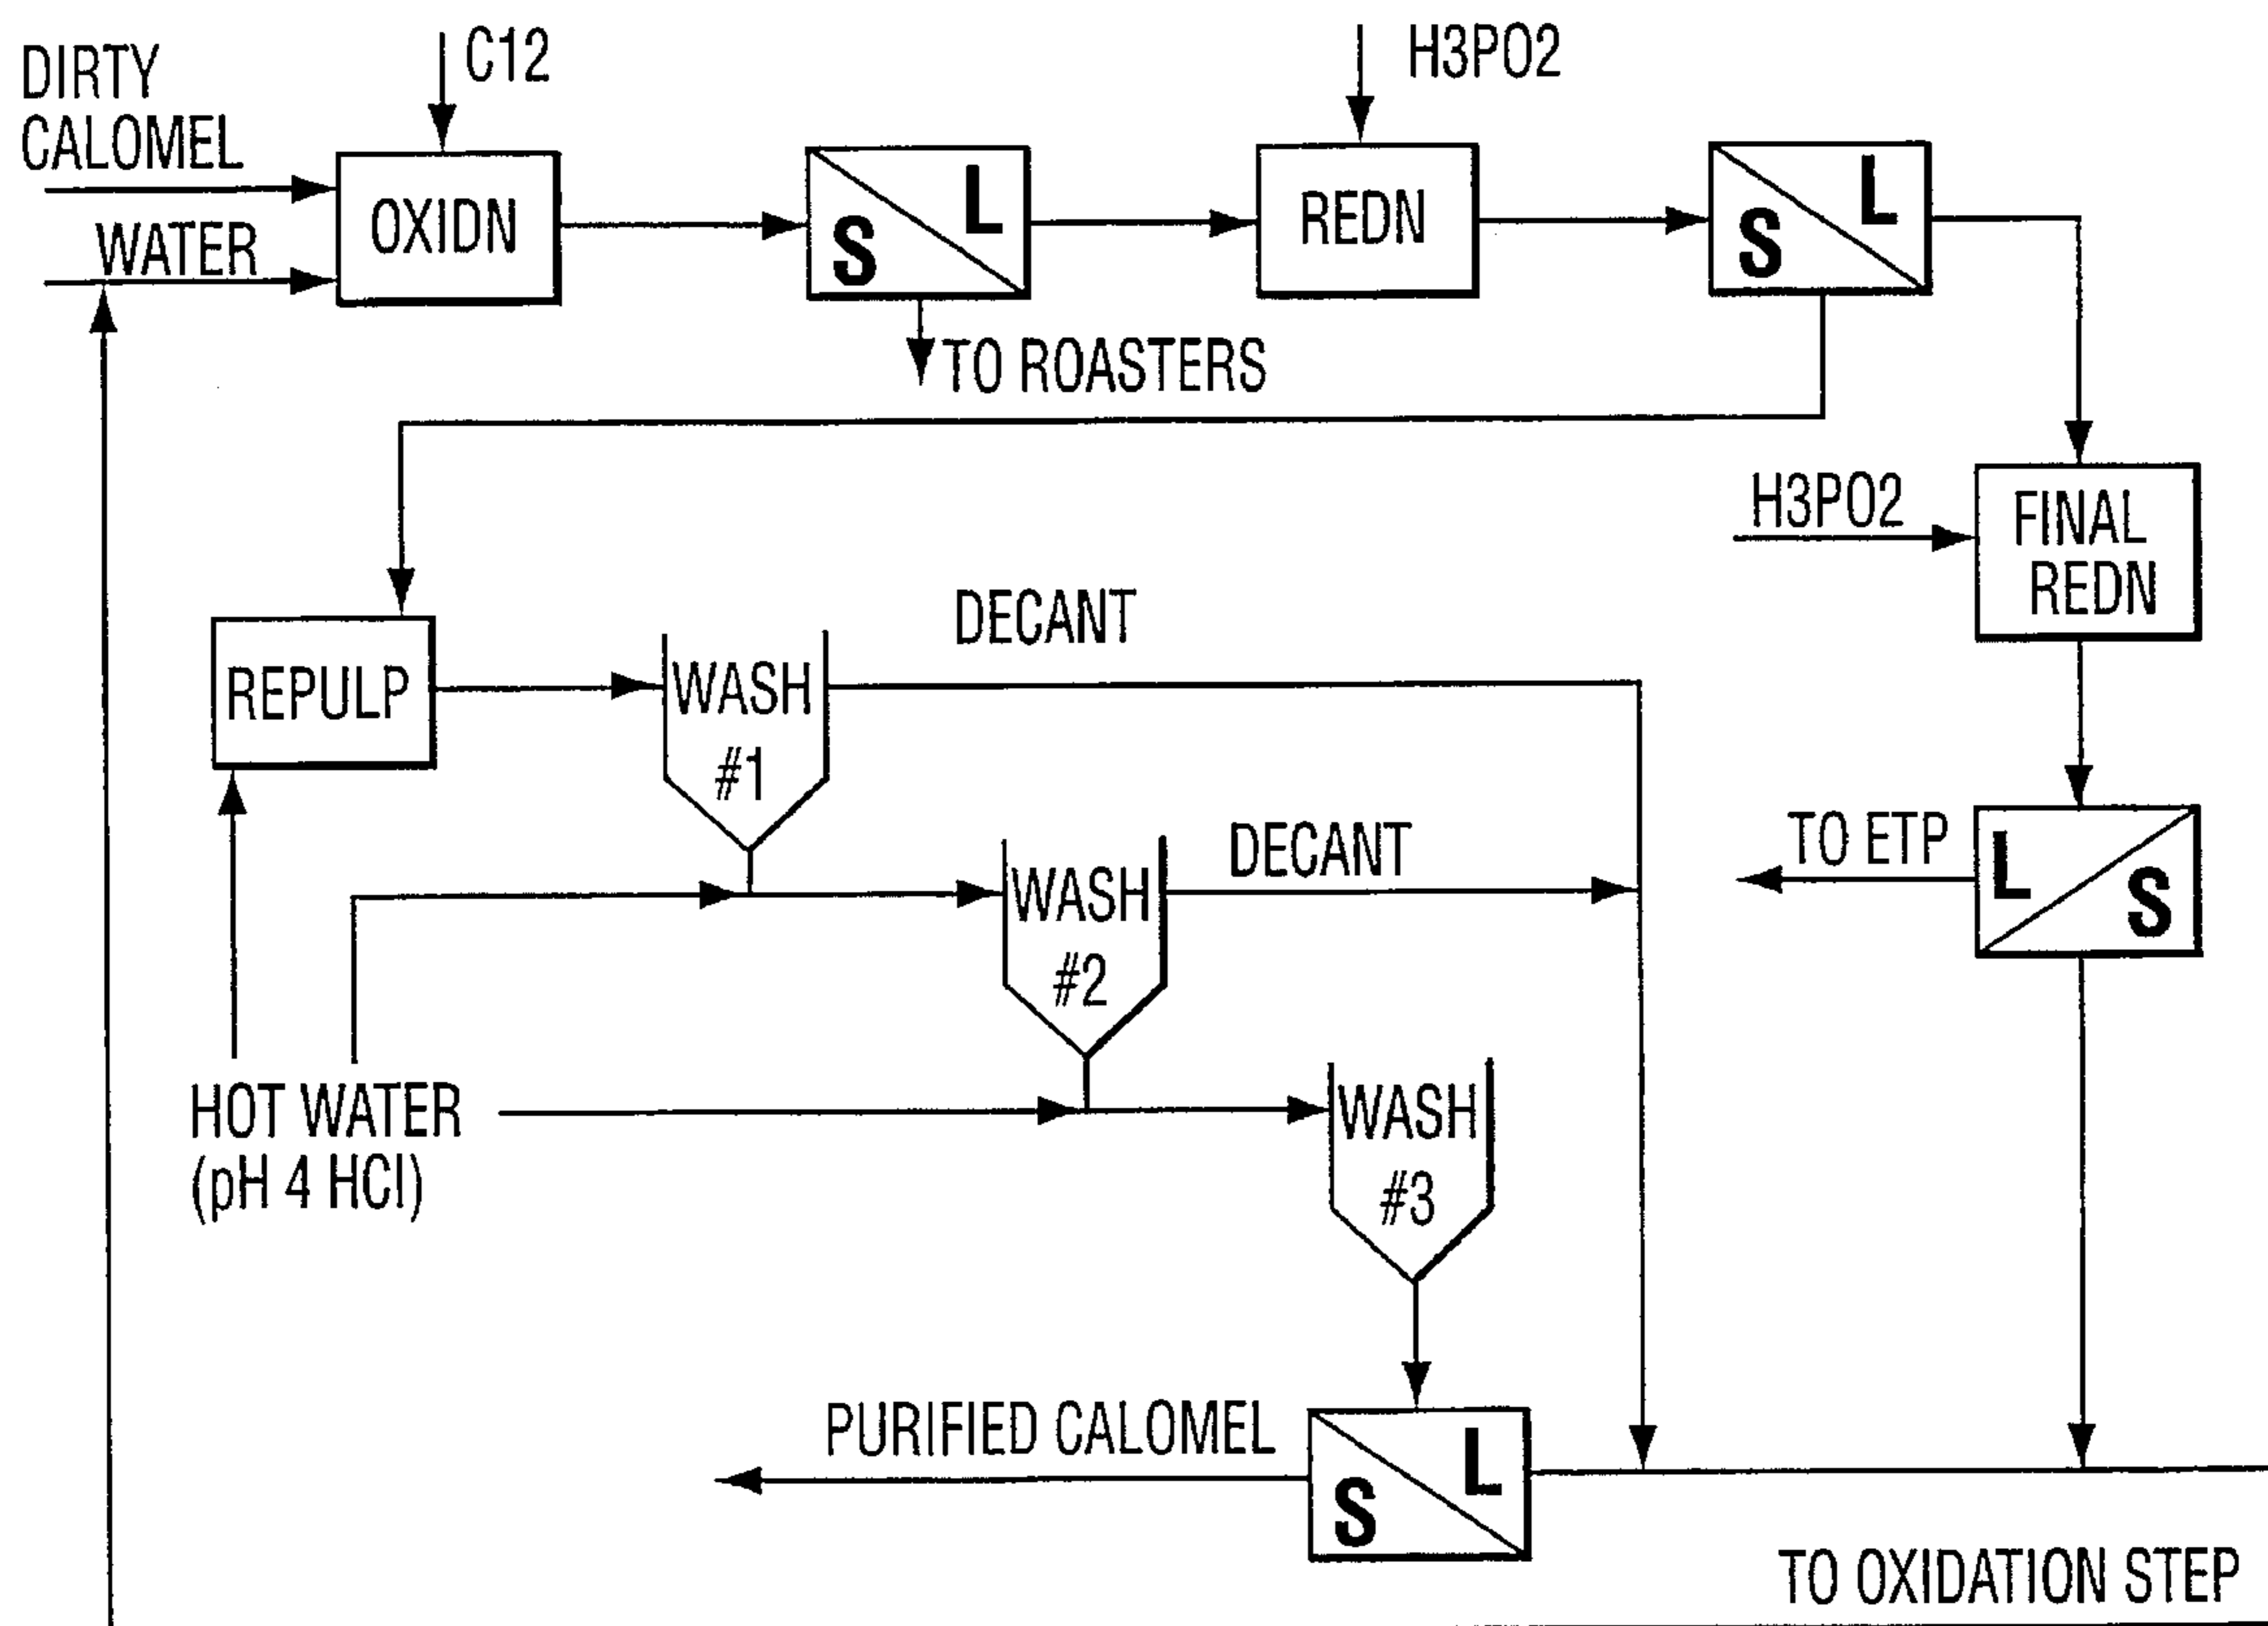 DIRTY
CALOMEL
C12
H3PO2
WATER
OXIDN
S
L
REDN
S
L
TO ROASTERS
H3PO2
FINAL
REDN
REPULP
WASH
#1
DECANT
TO ETP
L
S
WASH
#2
DECANT
HOT WATER
(pH 4 HCl)
WASH
#3
PURIFIED CALOMEL
S
L
TO OXIDATION STEP